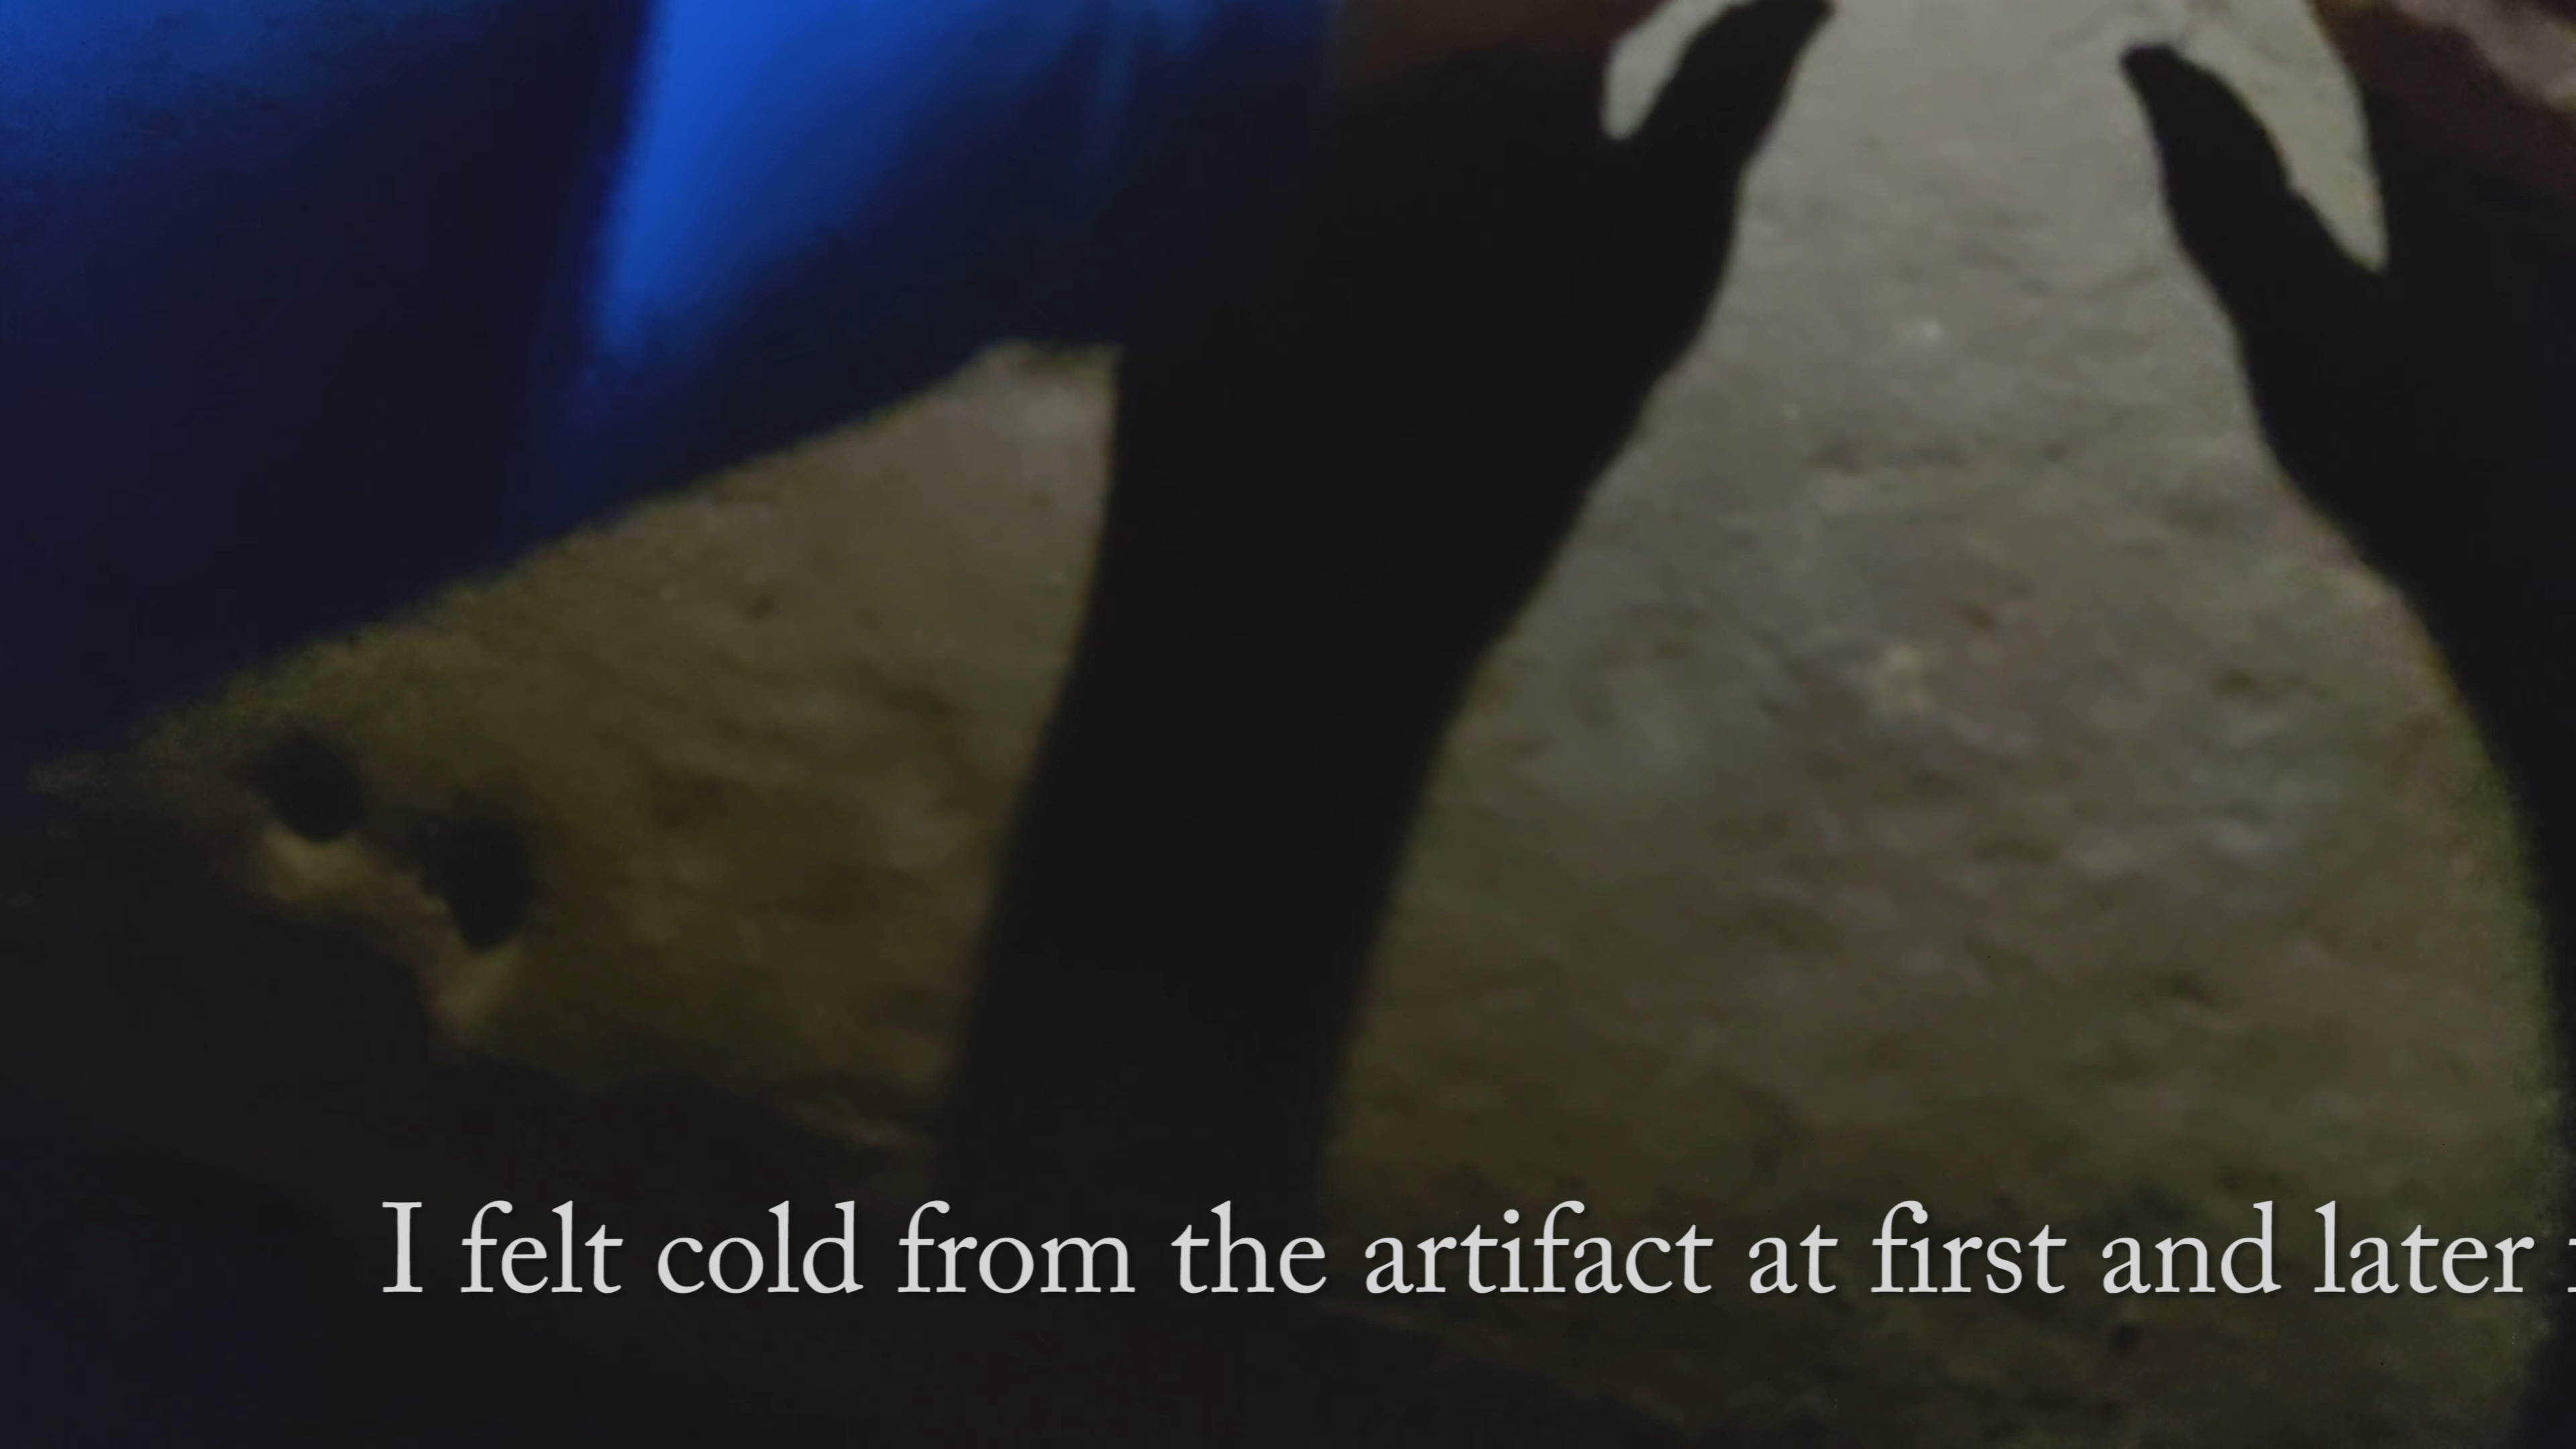 I felt cold from the artifact at first and later